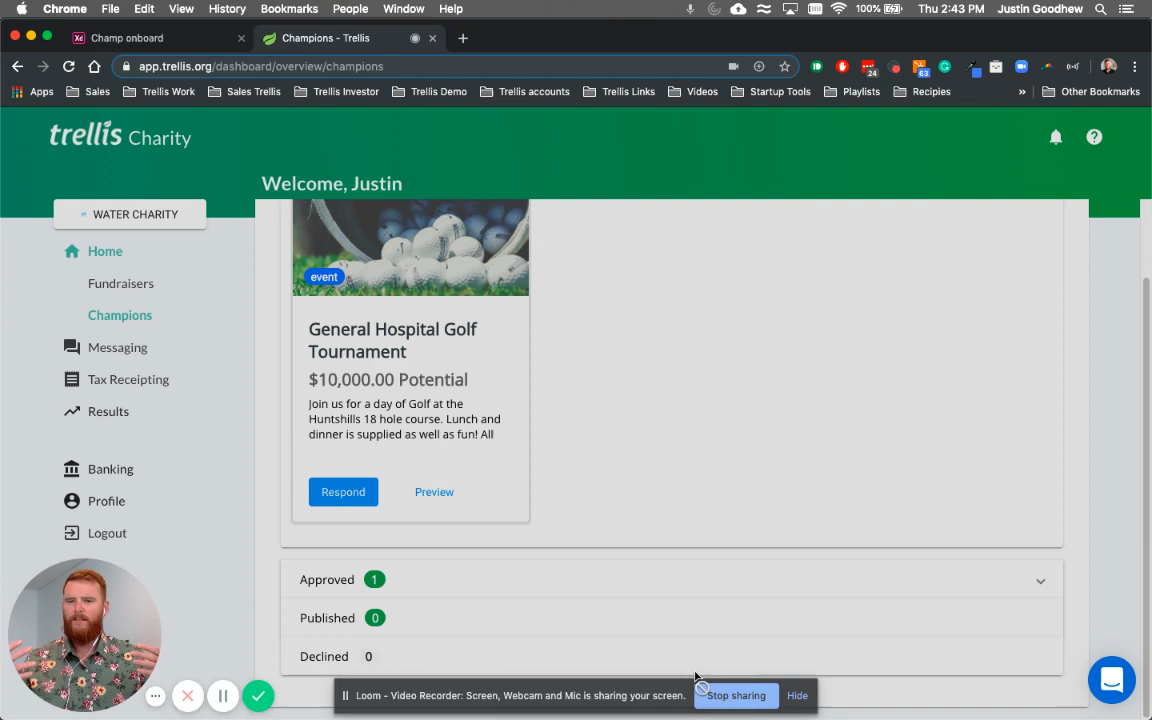 Chrome File Edit View History Bookmarks People Window Help 100% Thu 2:43 PM Justin Goodhew
Xd Champ onboard Champions - Trellis
app.trellis.org/dashboard/overview/champions 24 63
Apps Sales Trellis Work Sales Trellis Trellis Investor Trellis Demo Trellis accounts Trellis Links Videos Startup Tools Playlists Recipies » Other Bookmarks
trellis Charity
Welcome, Justin
WATER CHARITY
Home
Fundraisers
Champions
Messaging
Tax Receipting
Results
Banking
Profile
Logout
event
General Hospital Golf
Tournament
$10,000.00 Potential
Join us for a day of Golf at the
Huntshills 18 hole course. Lunch and
dinner is supplied as well as fun! All
Respond Preview
Approved 1
Published 0
Declined 0
Loom - Video Recorder: Screen, Webcam and Mic is sharing your screen. Stop sharing Hide